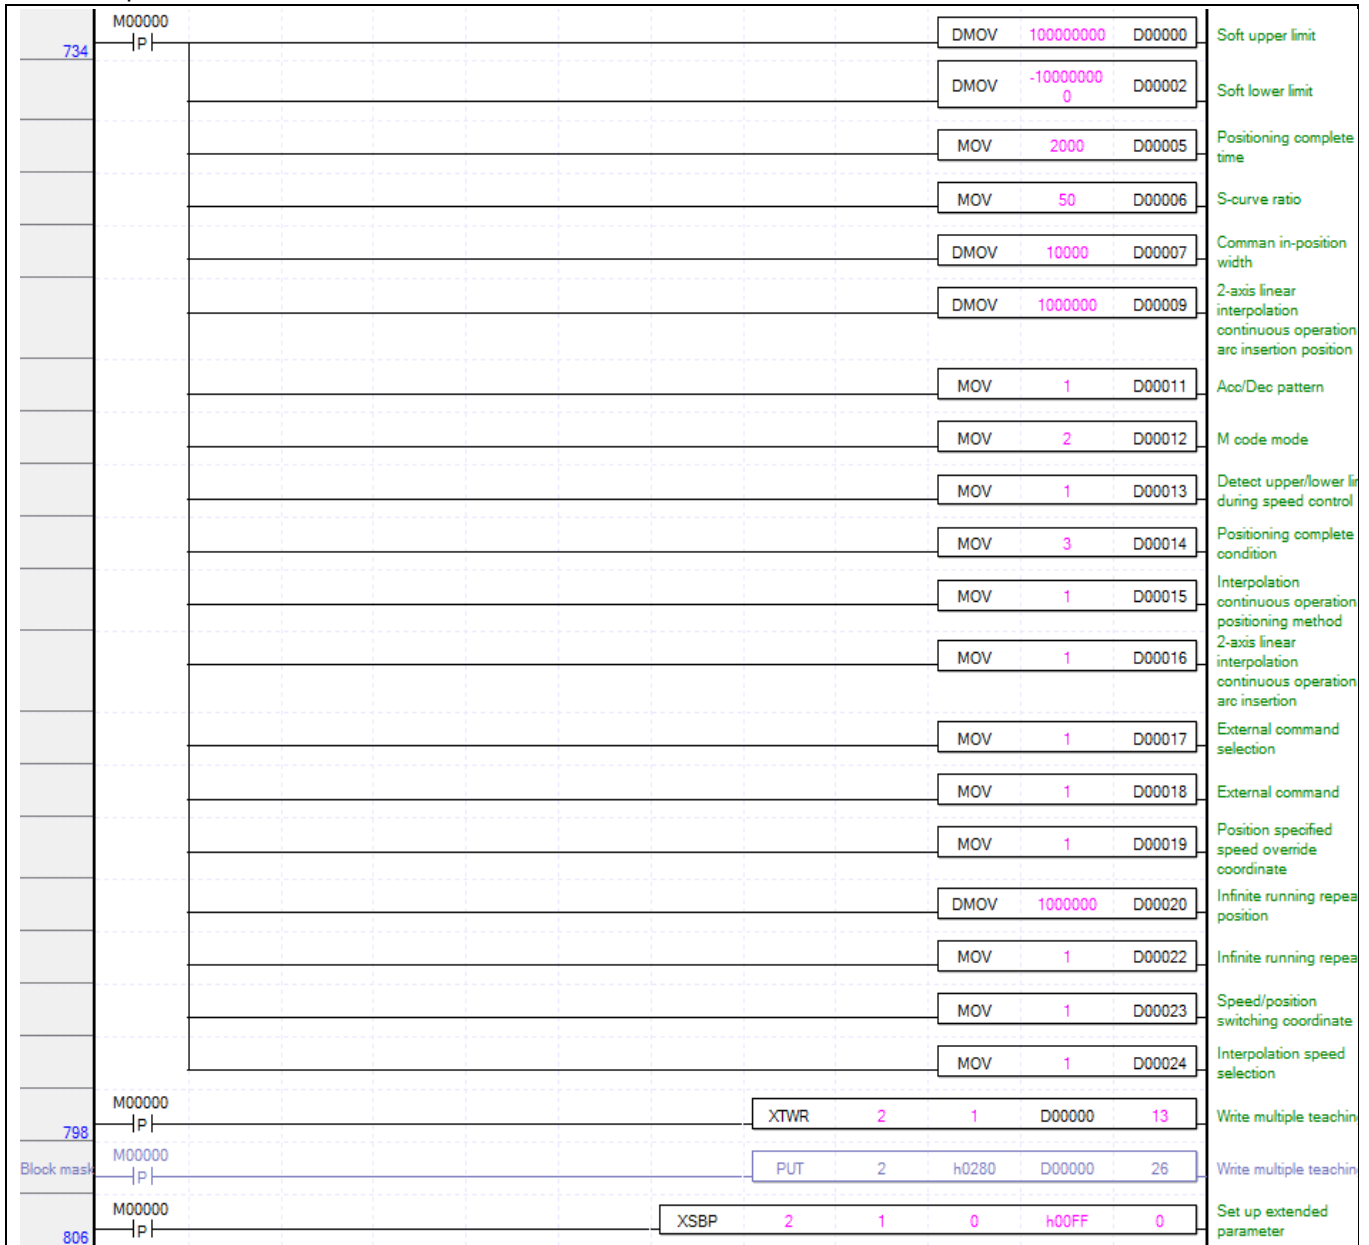 M00000
P
734
DMOV 100000000 D00000 Soft upper limit
DMOV -10000000
0 D00002 Soft lower limit
MOV 2000 D00005 Positioning complete
time
MOV 50 D00006 S-curve ratio
DMOV 10000 D00007 Comman in-position
width
DMOV 1000000 D00009 2-axis linear
interpolation
continuous operation
arc insertion position
MOV 1 D00011 Acc/Dec pattern
MOV 2 D00012 M code mode
MOV 1 D00013 Detect upper/lower lir
during speed control
MOV 3 D00014 Positioning complete
condition
MOV 1 D00015 Interpolation
continuous operation
positioning method
MOV 1 D00016 2-axis linear
interpolation
continuous operation
arc insertion
MOV 1 D00017 External command
selection
MOV 1 D00018 External command
MOV 1 D00019 Position specified
speed override
coordinate
DMOV 1000000 D00020 Infinite running repea
position
MOV 1 D00022 Infinite running repea
MOV 1 D00023 Speed/position
switching coordinate
MOV 1 D00024 Interpolation speed
selection
M00000
P
798
XTWR 2 1 D00000 13 Write multiple teachin
Block mask
M00000
P
PUT 2 h0280 D00000 26 Write multiple teachin
M00000
P
806
XSBP 2 1 0 h00FF 0 Set up extended
parameter